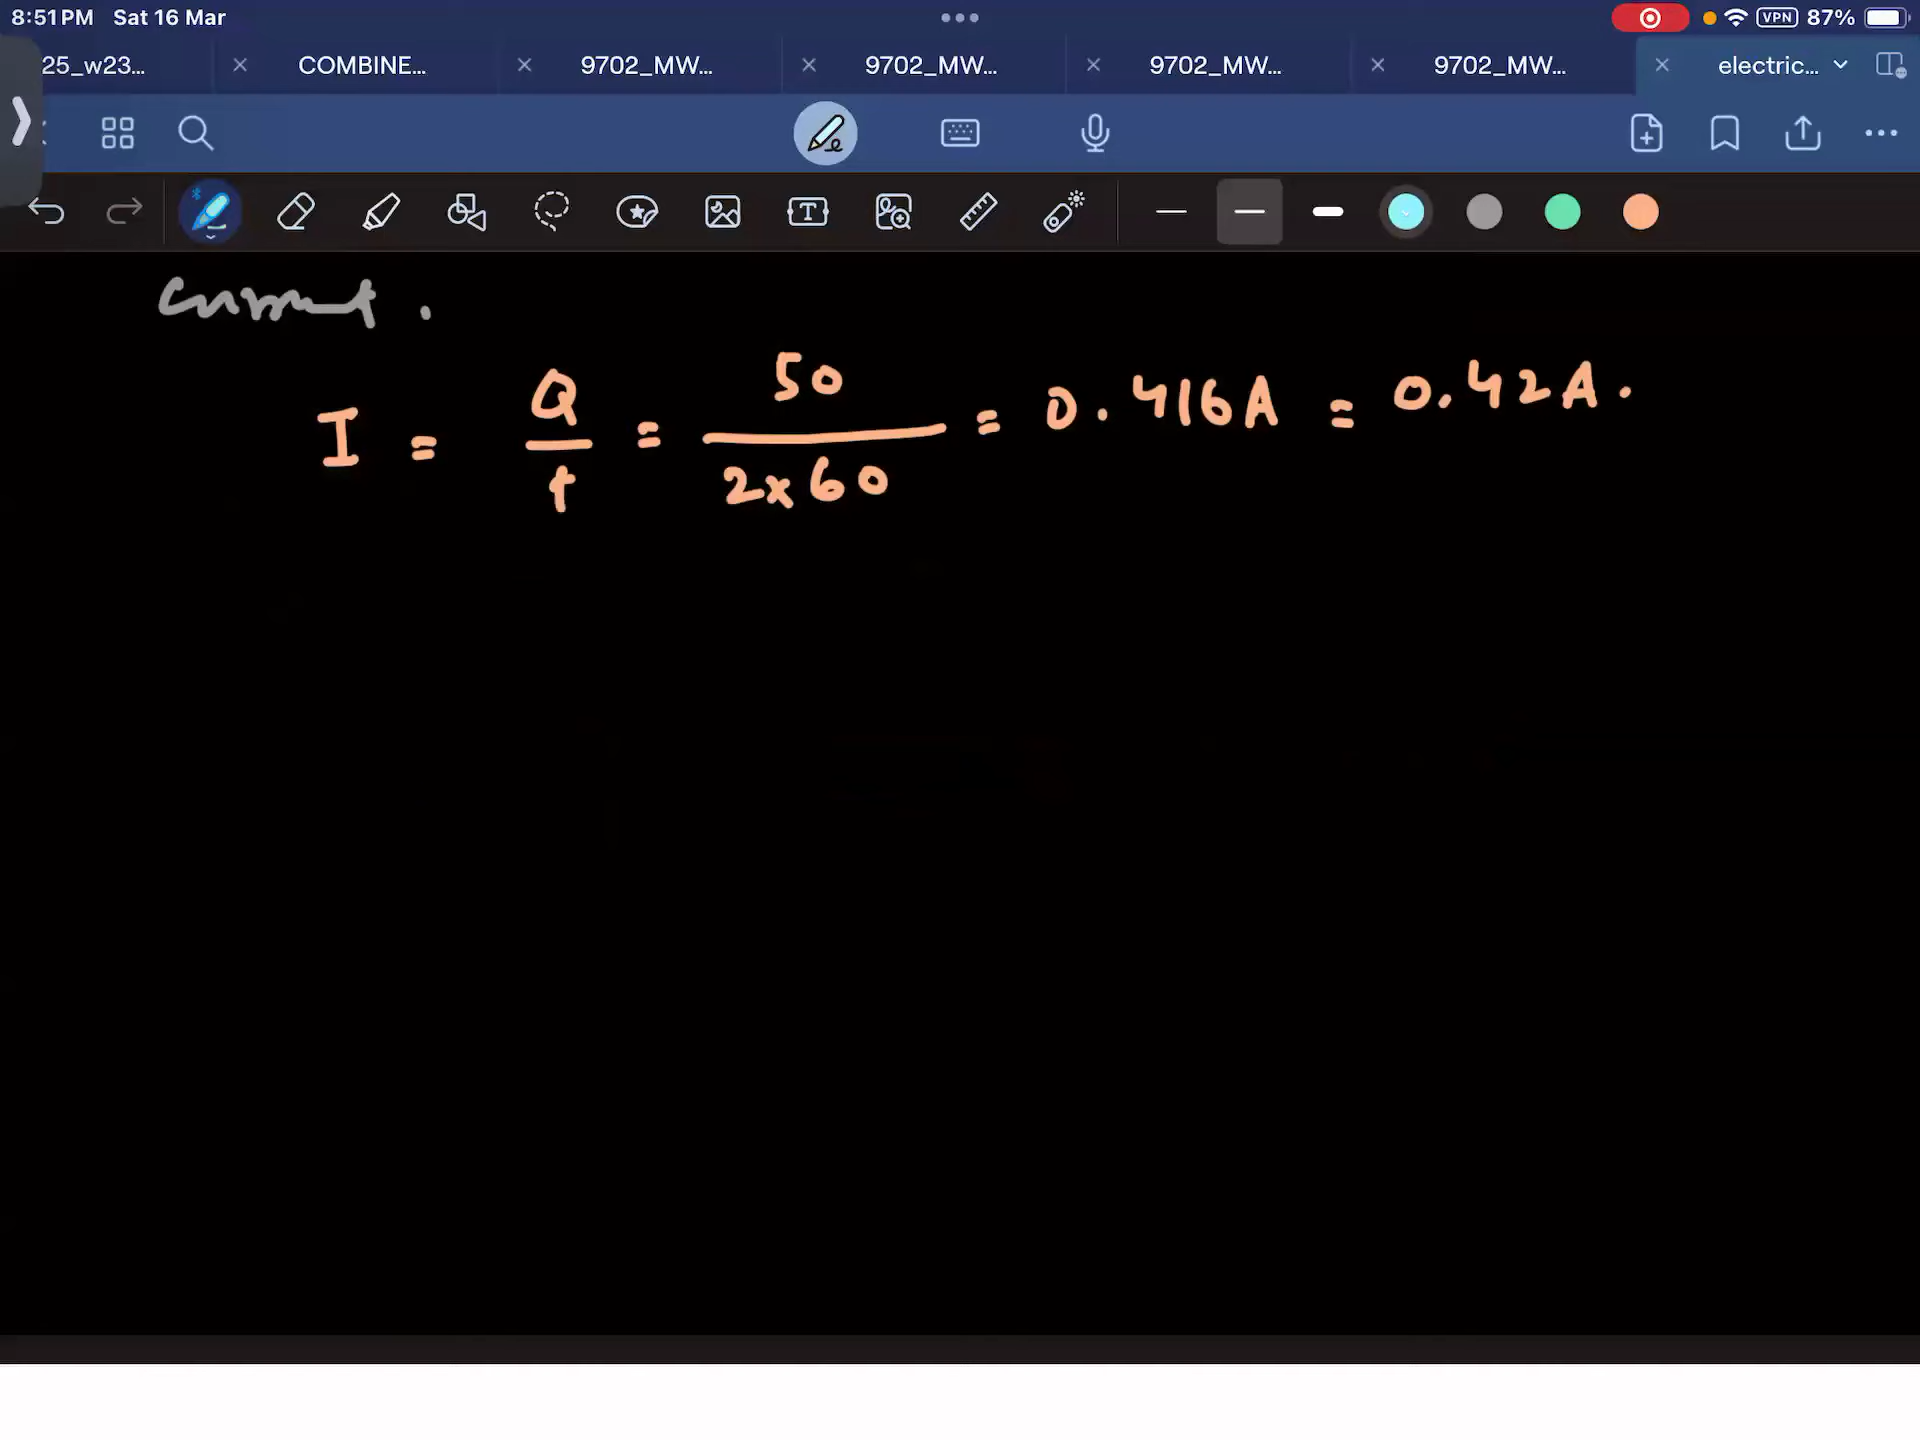 8:51 PM Sat 16 Mar VPN 87%
25_w23... COMBINE... 9702_MW... 9702_MW... 9702_MW... 9702_MW... electric...
T
Current .
I = Q / t = 50 / 2x60 = 0.416A = 0.42A.